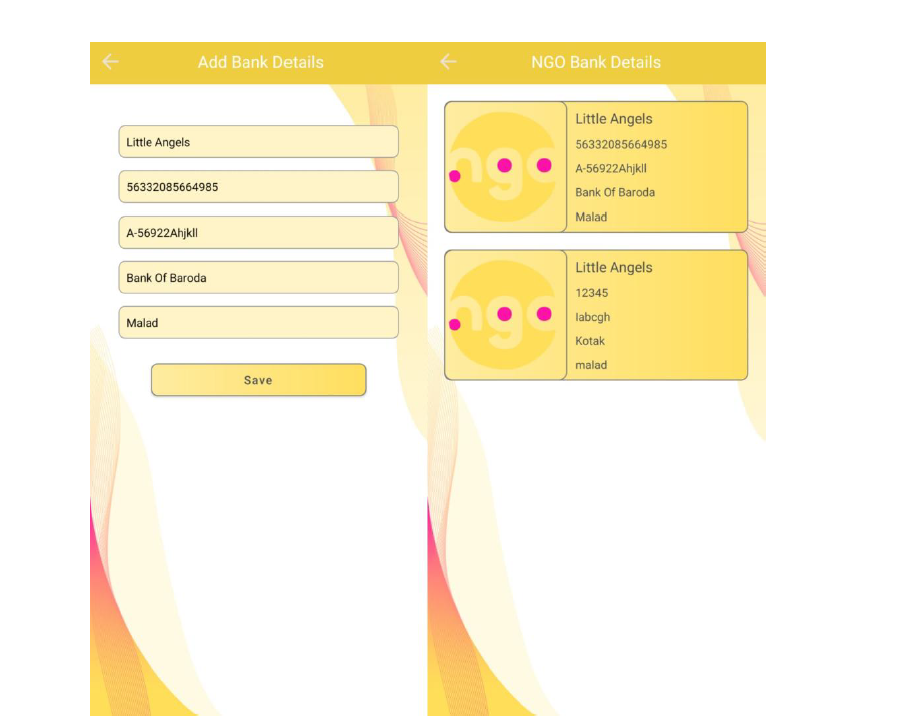 Add Bank Details
Little Angels
56332085664985
A-56922Ahjkll
Bank Of Baroda
Malad
Save
NGO Bank Details
ngo
Little Angels
56332085664985
A-56922Ahjkll
Bank Of Baroda
Malad
ngo
Little Angels
12345
Iabcgh
Kotak
malad